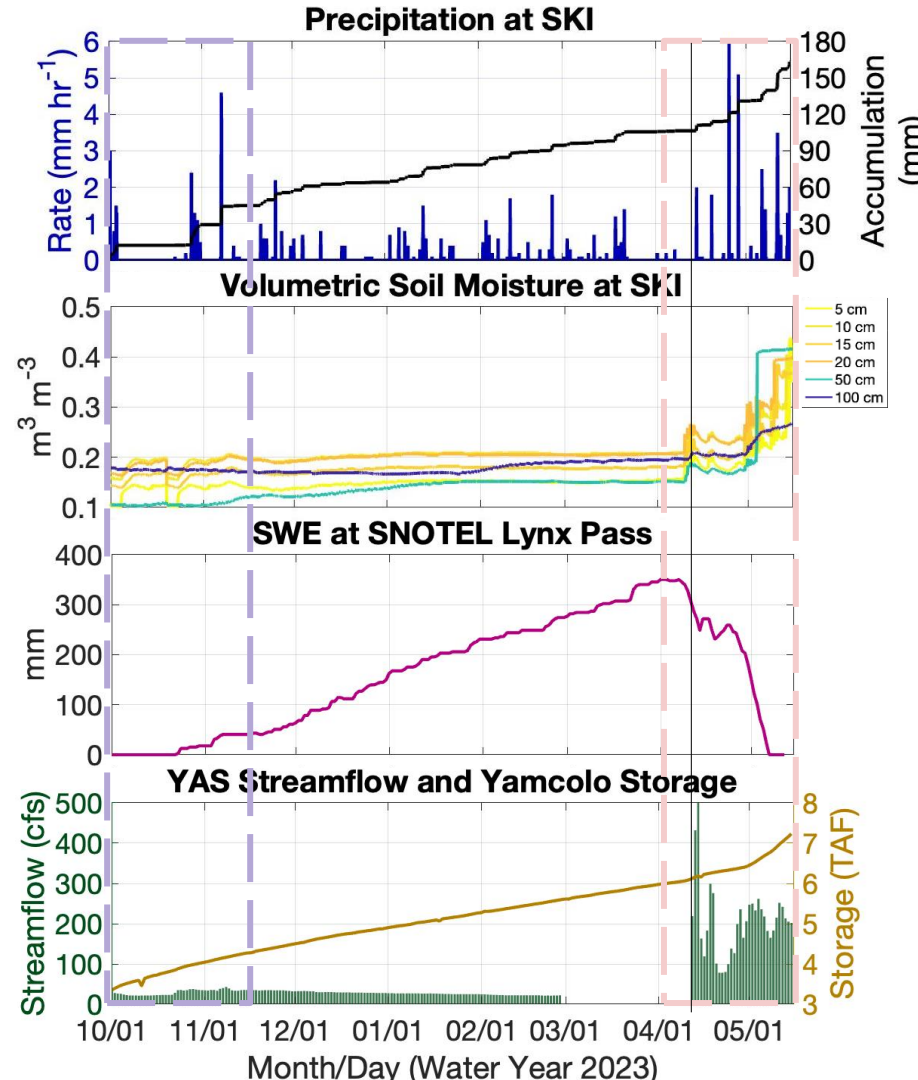 Precipitation at SKI
Rate (mm hr⁻¹)
6
5
4
3
2
1
0
180
150
120
90
60
30
0
Accumulation
(mm)
Volumetric Soil Moisture at SKI
m³ m⁻³
0.5
0.4
0.3
0.2
0.1
5 cm
10 cm
15 cm
20 cm
50 cm
100 cm
SWE at SNOTEL Lynx Pass
mm
400
300
200
100
0
YAS Streamflow and Yamcolo Storage
Streamflow (cfs)
500
400
300
200
100
0
8
7
6
5
4
3
Storage (TAF)
10/01 11/01 12/01 01/01 02/01 03/01 04/01 05/01
Month/Day (Water Year 2023)